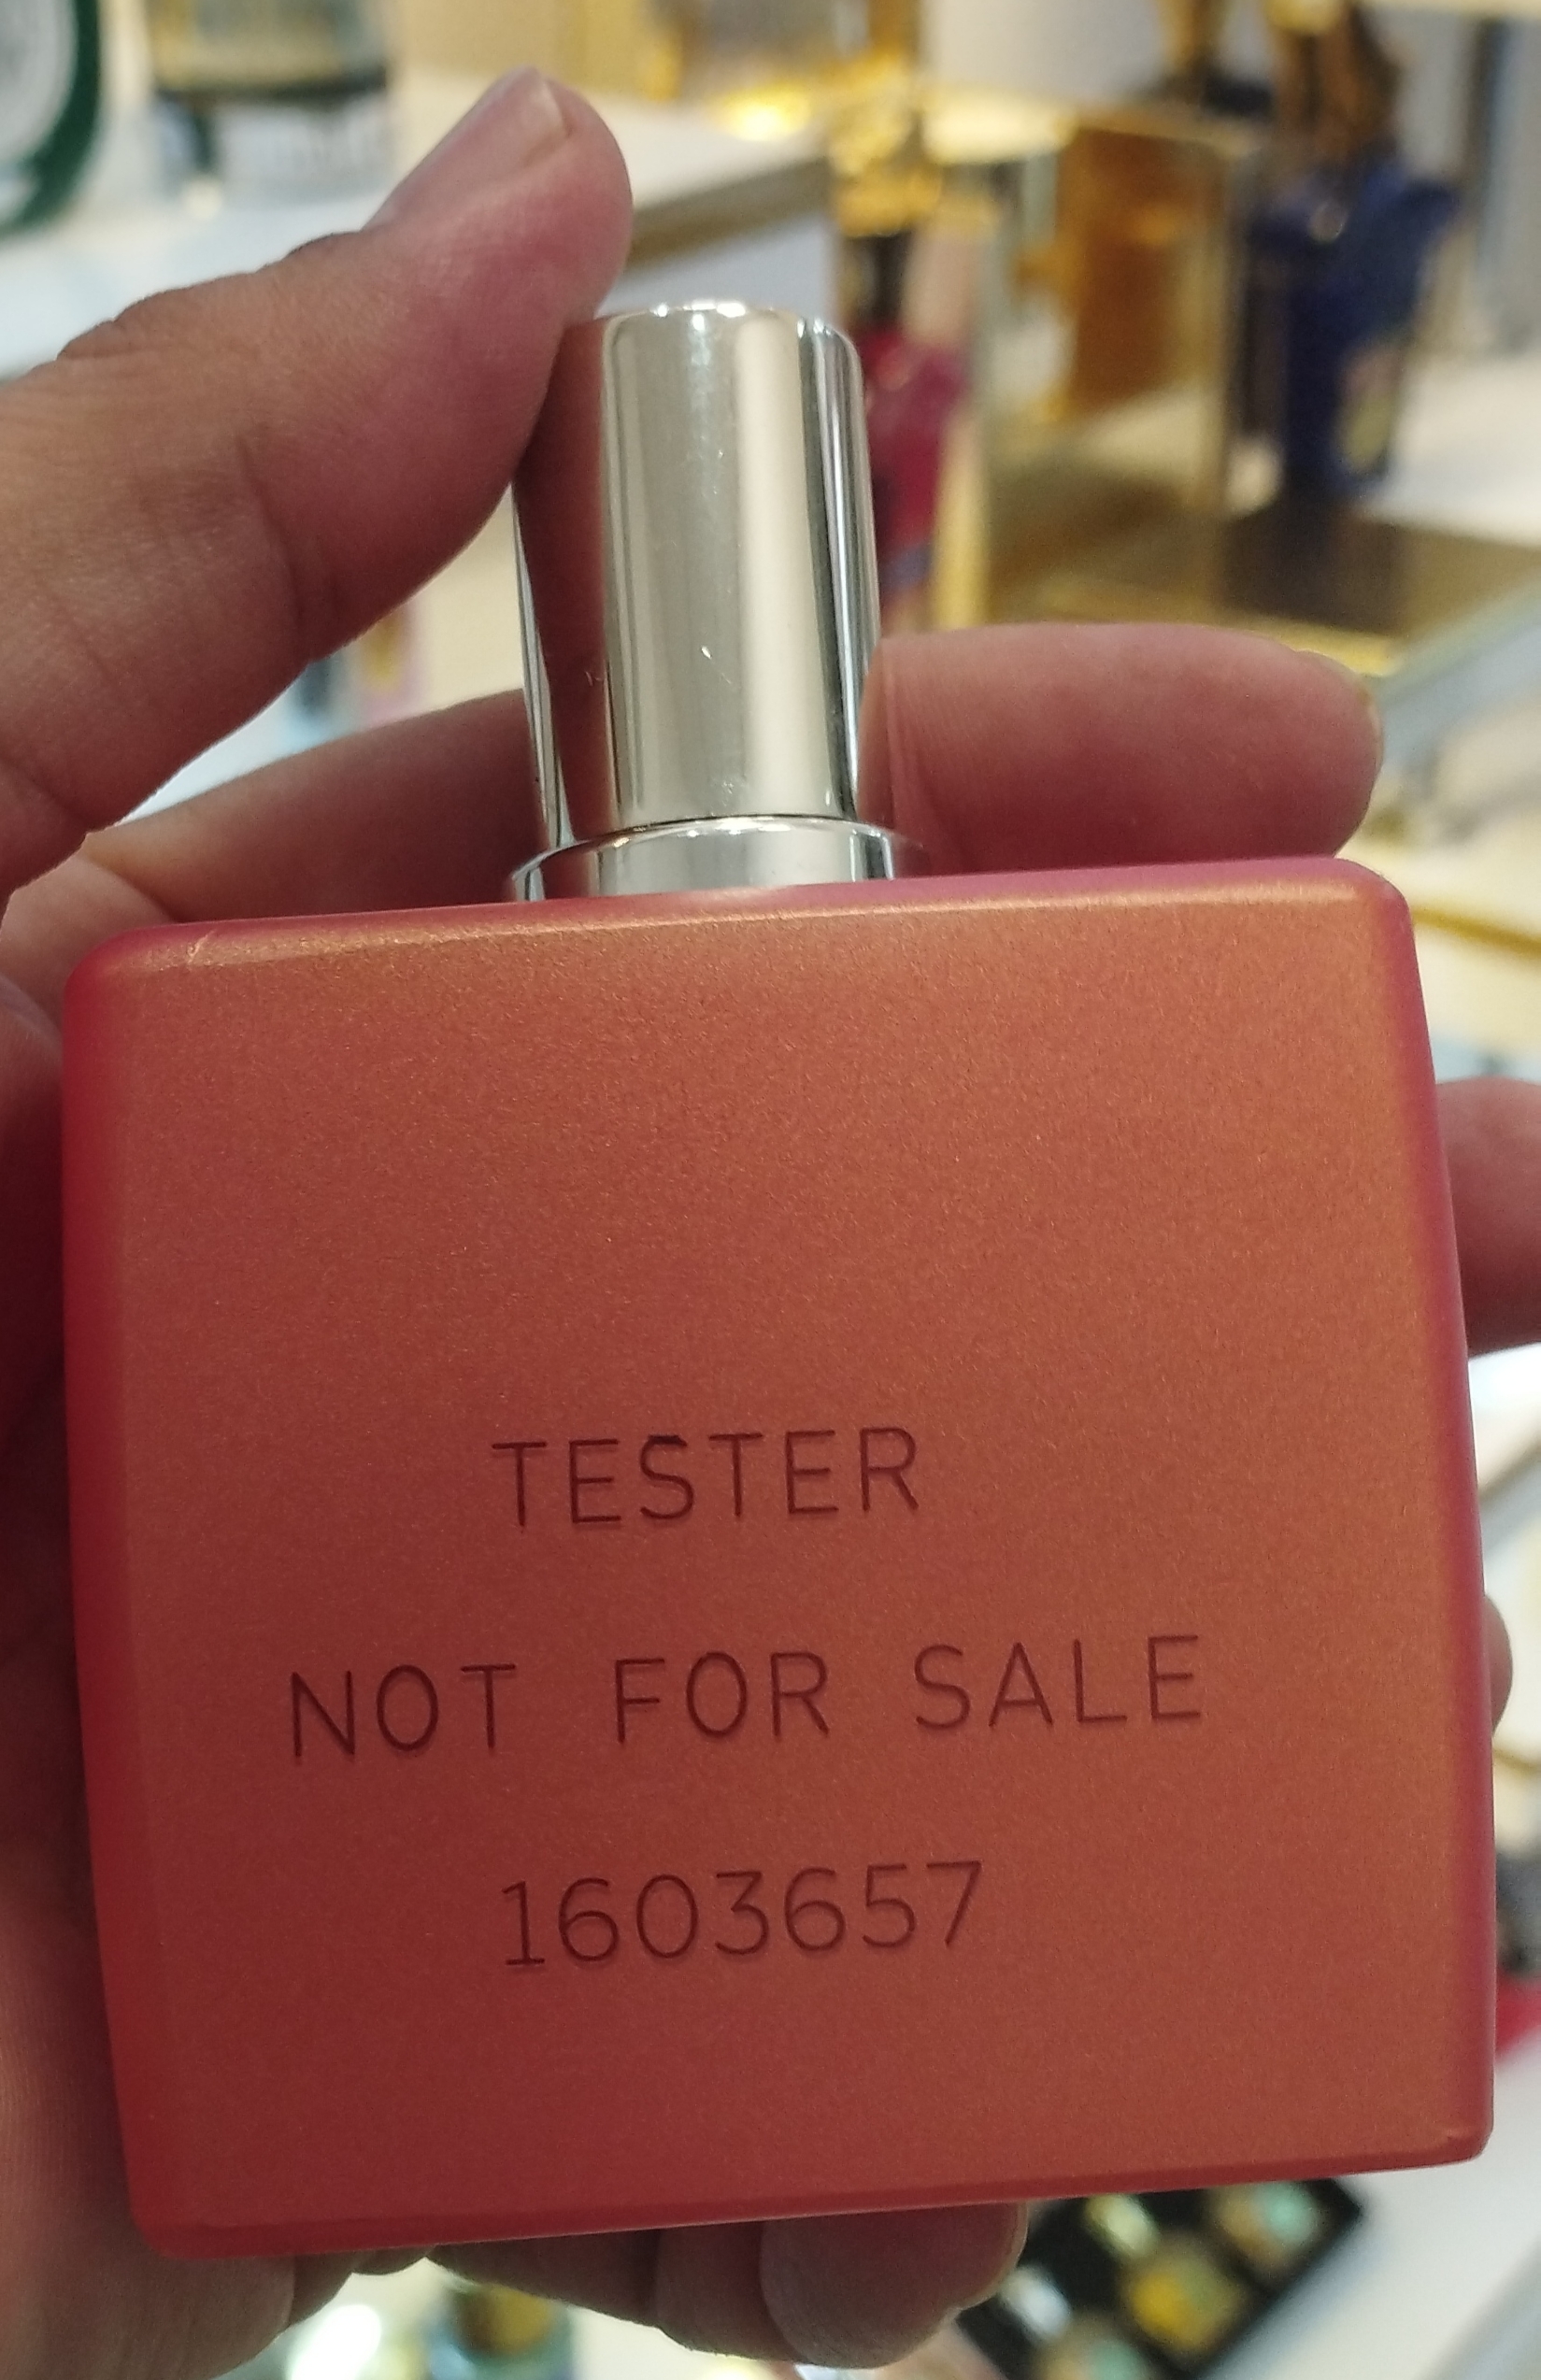 TESTER
NOT FOR SALE
1603657